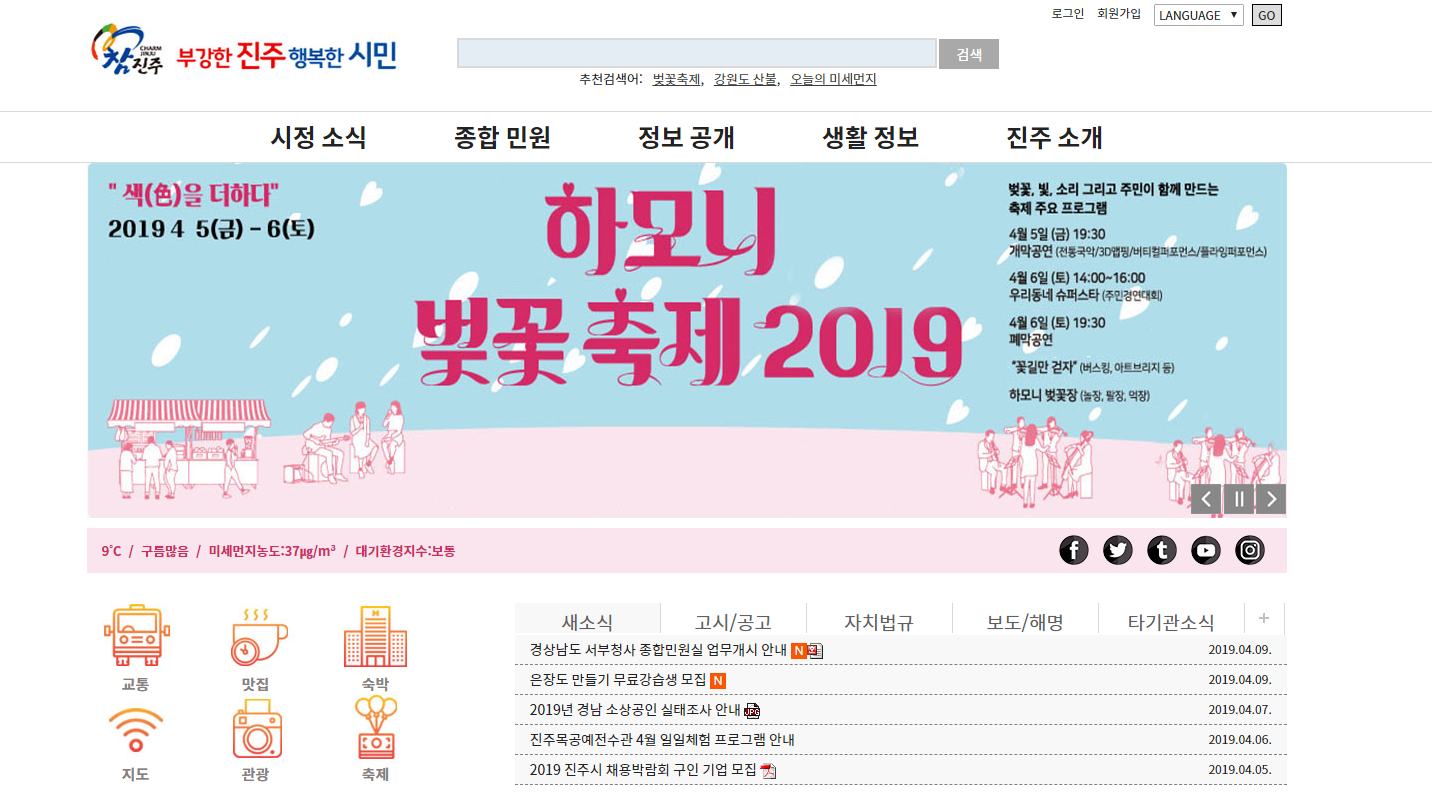 로그인 회원가입 LANGUAGE GO
참진주 CHARM JINJU 부강한 진주 행복한 시민
검색
추천검색어: 벚꽃축제, 강원도 산불, 오늘의 미세먼지
시정 소식 종합 민원 정보 공개 생활 정보 진주 소개
" 색(色)을 더하다"
2019 4 5(금) - 6(토)
하모니
벚꽃 축제 2019
벚꽃, 빛, 소리 그리고 주민이 함께 만드는
축제 주요 프로그램
4월 5일 (금) 19:30
개막공연 (전통국악/3D맵핑/버티컬퍼포먼스/플라잉퍼포먼스)
4월 6일 (토) 14:00~16:00
우리동네 슈퍼스타 (주민경연대회)
4월 6일 (토) 19:30
폐막공연
"꽃길만 걷자" (버스킹, 아트브리지 등)
하모니 벚꽃장 (놀장, 팔장, 먹장)
9˚C / 구름많음 / 미세먼지농도:37㎍/m³ / 대기환경지수:보통
교통 맛집 숙박
지도 관광 축제
새소식 고시/공고 자치법규 보도/해명 타기관소식 +
경상남도 서부청사 종합민원실 업무개시 안내 N 2019.04.09.
은장도 만들기 무료강습생 모집 N 2019.04.09.
2019년 경남 소상공인 실태조사 안내 JPG 2019.04.07.
진주목공예전수관 4월 일일체험 프로그램 안내 2019.04.06.
2019 진주시 채용박람회 구인 기업 모집 2019.04.05.